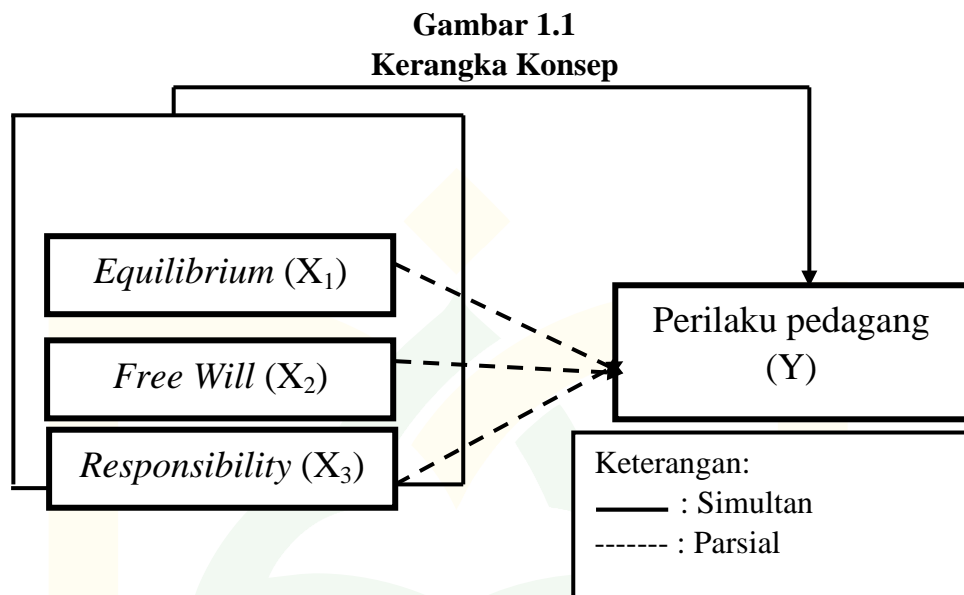 Gambar 1.1
Kerangka Konsep
Equilibrium (X₁)
Free Will (X₂)
Responsibility (X₃)
Perilaku pedagang
(Y)
Keterangan:
: Simultan
------- : Parsial